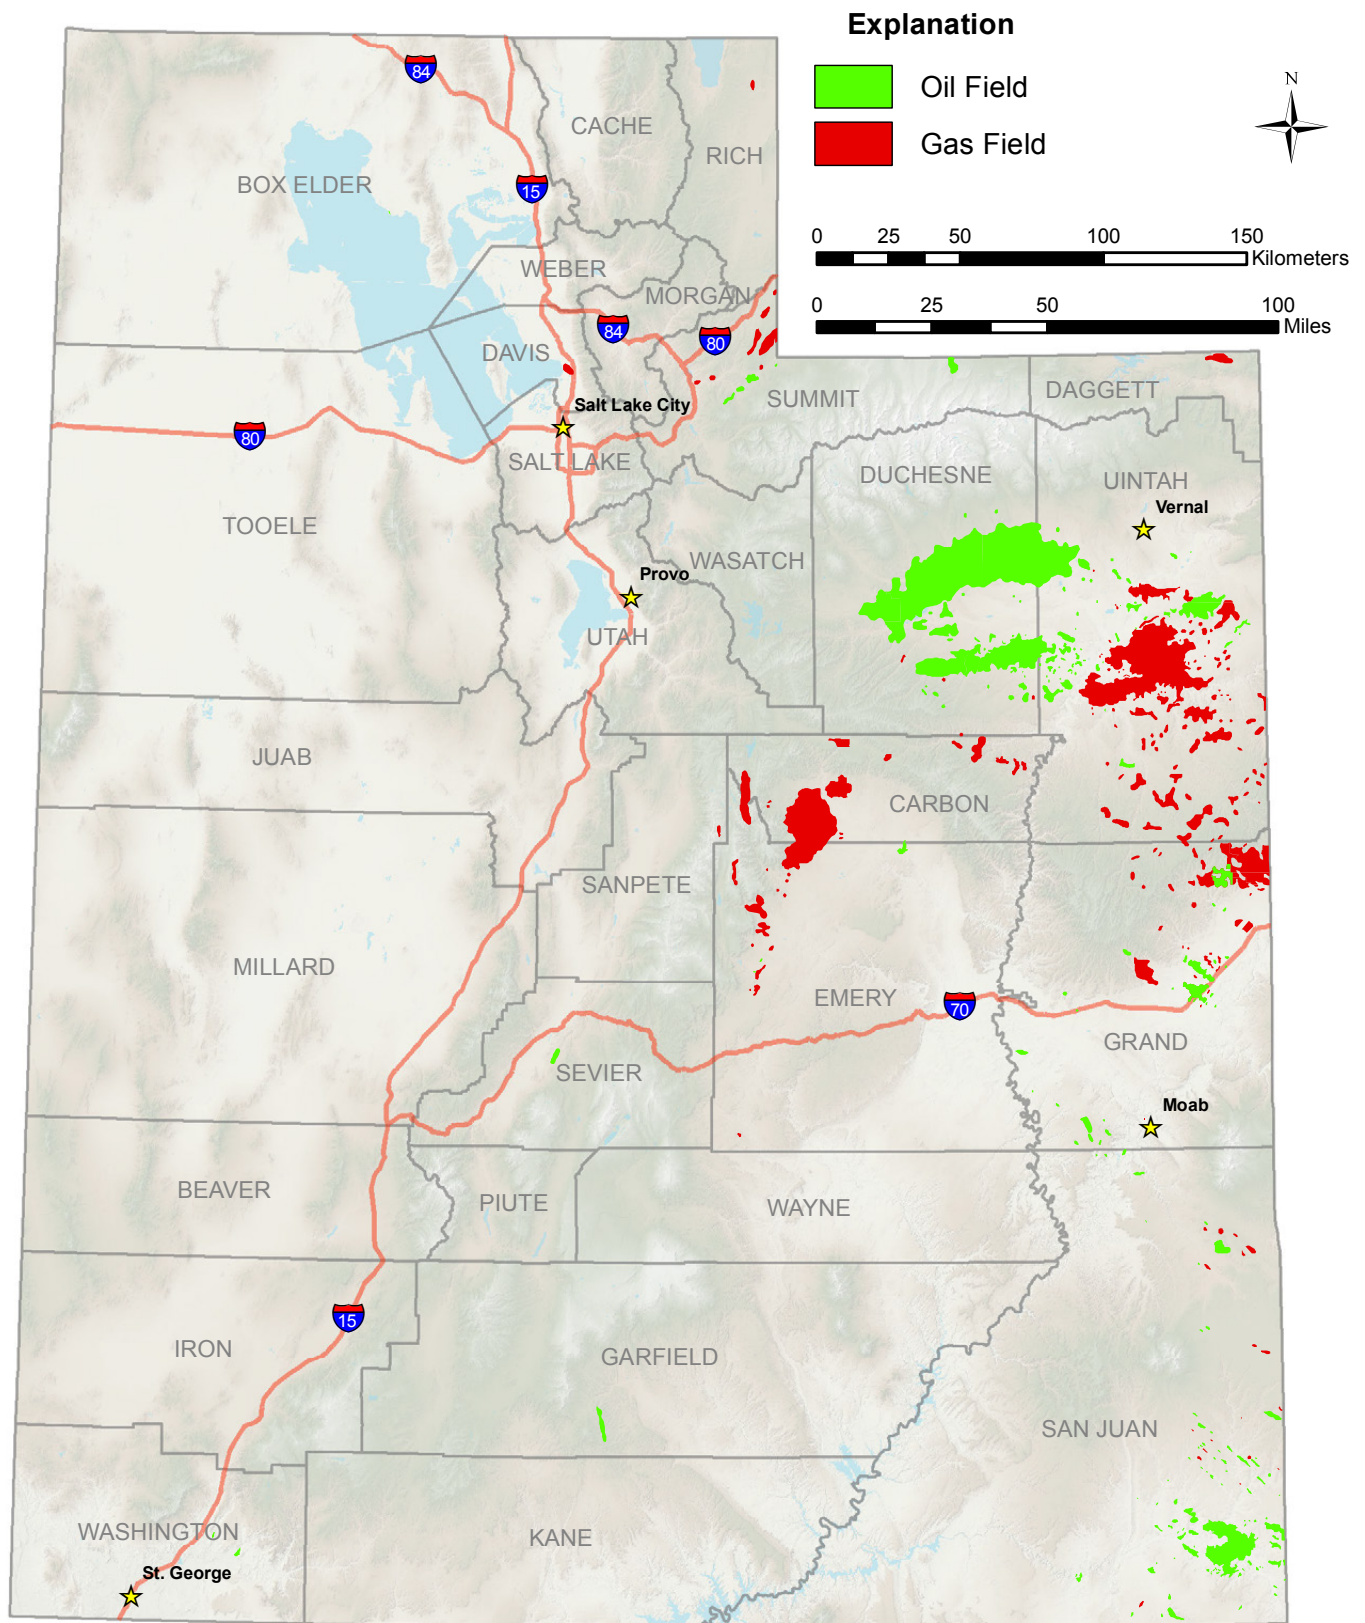 Explanation
Oil Field
Gas Field
N
0 25 50 100 150
Kilometers
0 25 50 100
Miles
84
CACHE
RICH
BOX ELDER
15
WEBER
MORGAN
84
80
DAVIS
SUMMIT
DAGGETT
Salt Lake City
80
SALT LAKE
DUCHESNE
UINTAH
Vernal
TOOELE
WASATCH
Provo
UTAH
JUAB
CARBON
SANPETE
MILLARD
EMERY
70
GRAND
SEVIER
Moab
BEAVER
PIUTE
WAYNE
15
IRON
GARFIELD
SAN JUAN
WASHINGTON
KANE
St. George